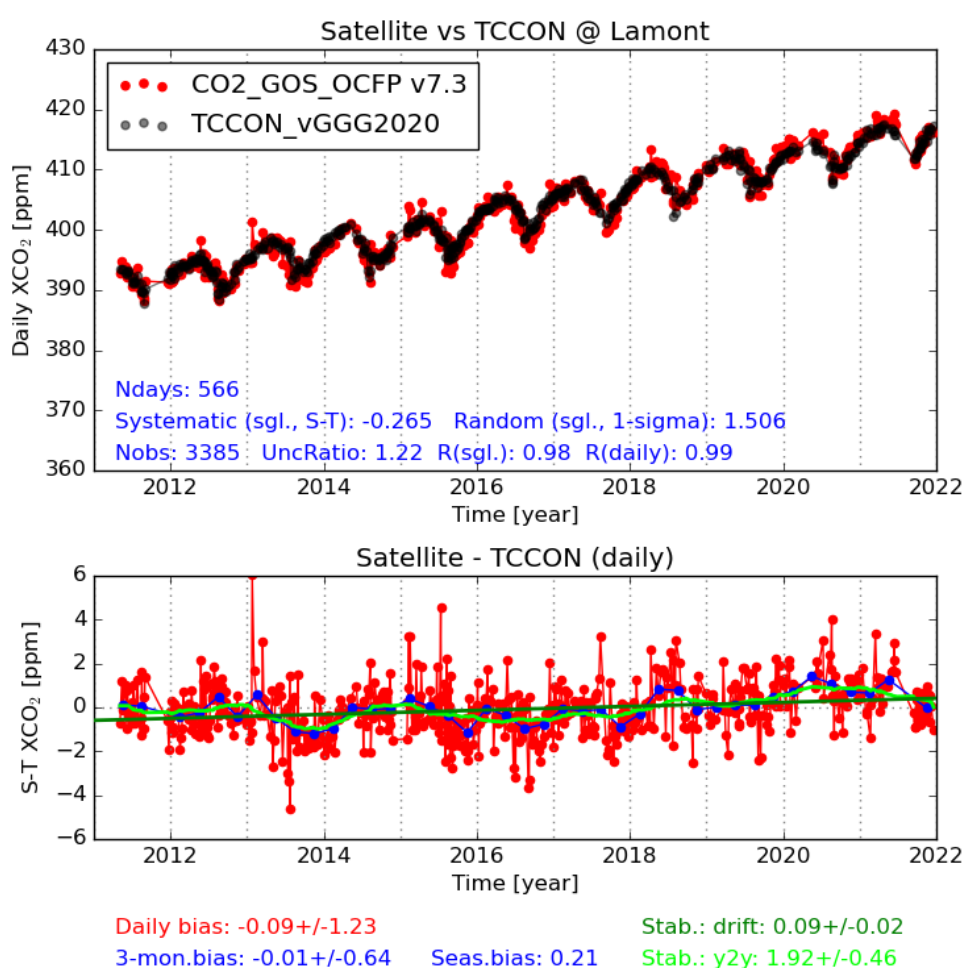 Satellite vs TCCON @ Lamont
430
420
410
400
390
380
370
360
Daily XCO₂ [ppm]
CO2_GOS_OCFP v7.3
TCCON_vGGG2020
Ndays: 566
Systematic (sgl., S-T): -0.265 Random (sgl., 1-sigma): 1.506
Nobs: 3385 UncRatio: 1.22 R(sgl.): 0.98 R(daily): 0.99
2012 2014 2016 2018 2020 2022
Time [year]
Satellite - TCCON (daily)
6
4
2
0
−2
−4
−6
S-T XCO₂ [ppm]
2012 2014 2016 2018 2020 2022
Time [year]
Daily bias: -0.09+/-1.23 Stab.: drift: 0.09+/-0.02
3-mon.bias: -0.01+/-0.64 Seas.bias: 0.21 Stab.: y2y: 1.92+/-0.46